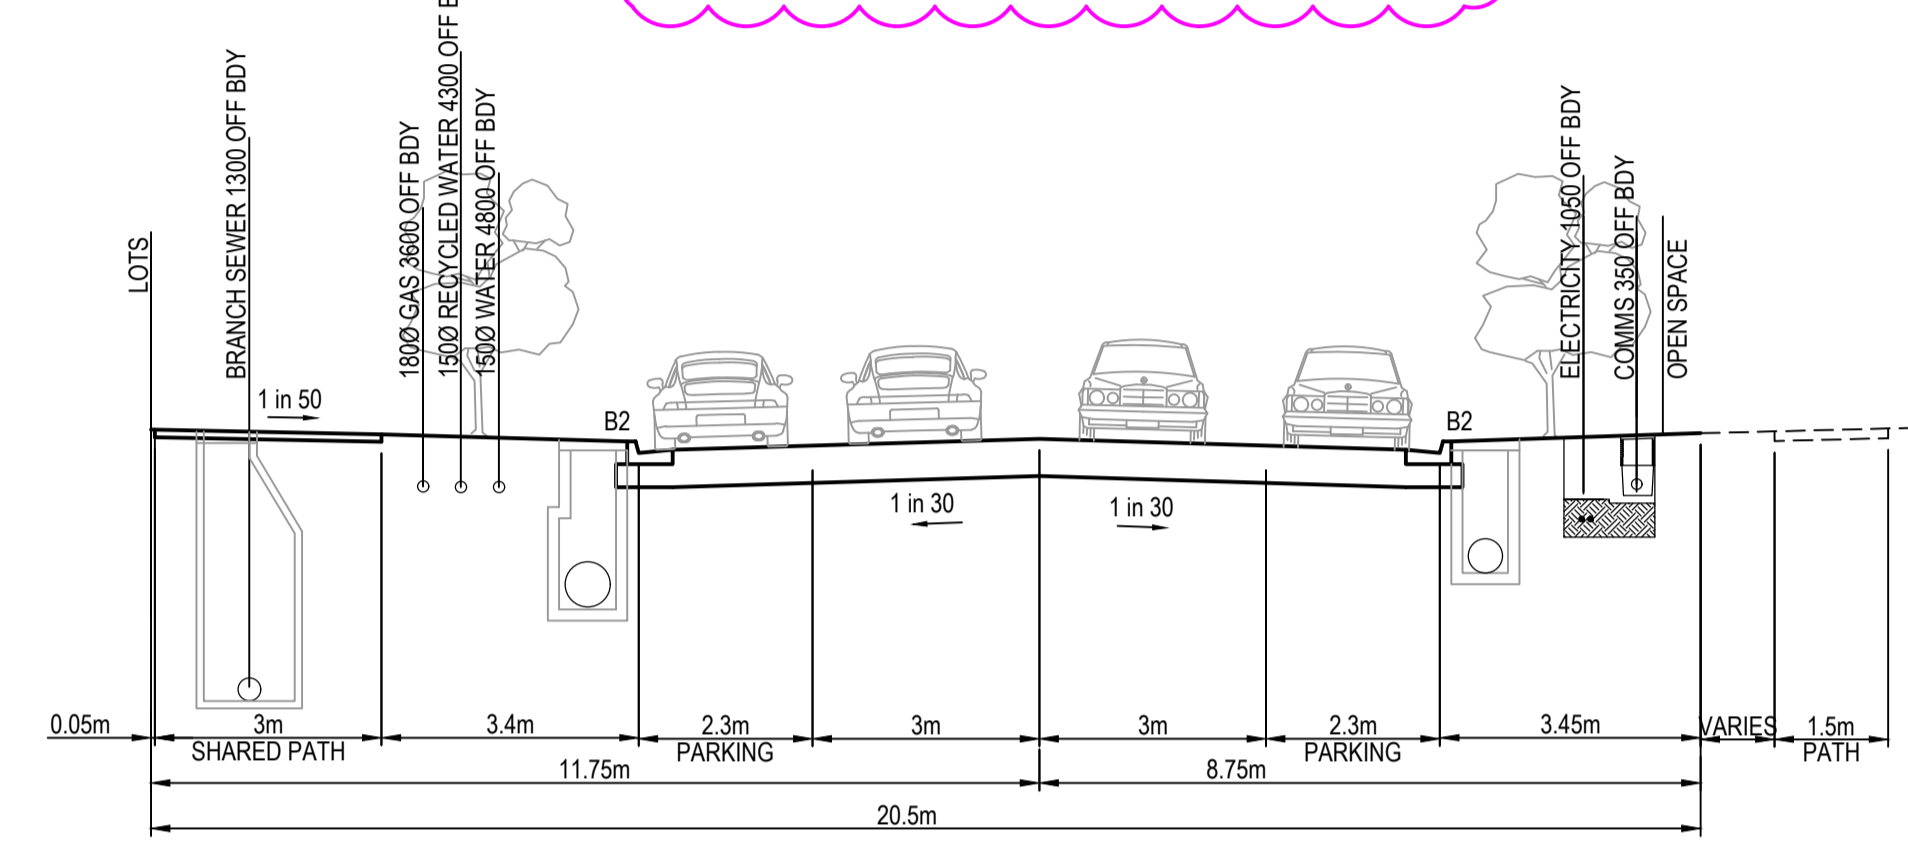 LOTS
BRANCH SEWER 1300 OFF BDY
180Ø GAS 3600 OFF BDY
150Ø RECYCLED WATER 4300 OFF
150Ø WATER 4800 OFF BDY
ELECTRICITY 1050 OFF BDY
COMMS 350 OFF BDY
OPEN SPACE
1 in 50
B2
B2
1 in 30
1 in 30
0.05m
3m
SHARED PATH
3.4m
2.3m
PARKING
3m
3m
2.3m
PARKING
3.45m
VARIES
1.5m
PATH
11.75m
8.75m
20.5m